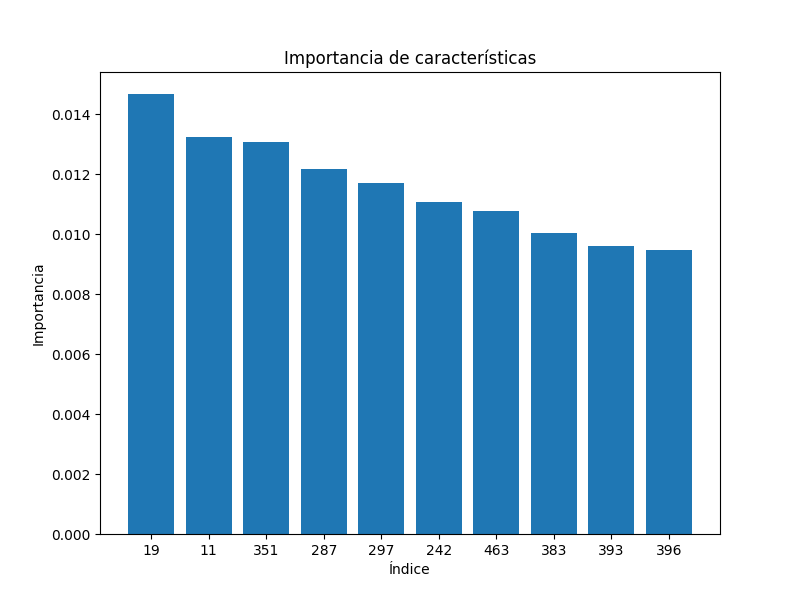 Importancia de características
Importancia
0.014
0.012
0.010
0.008
0.006
0.004
0.002
0.000
19 11 351 287 297 242 463 383 393 396
Índice